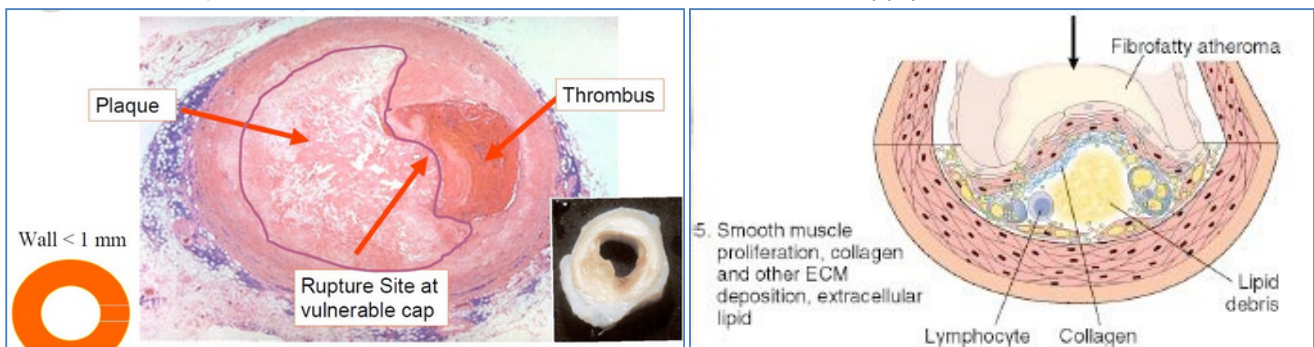 Plaque
Thrombus
Wall < 1 mm
Rupture Site at
vulnerable cap
Fibrofatty atheroma
5. Smooth muscle
proliferation, collagen
and other ECM
deposition, extracellular
lipid
Lipid
debris
Lymphocyte
Collagen